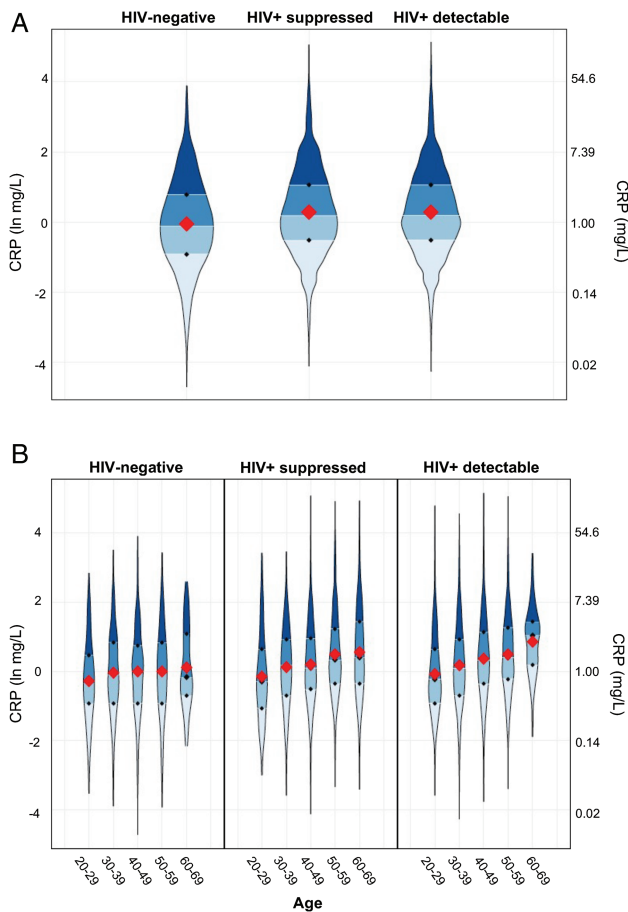 A
HIV-negative HIV+ suppressed HIV+ detectable
4 54.6
2 7.39
0 1.00
-2 0.14
-4 0.02
CRP (ln mg/L)
CRP (mg/L)
B
HIV-negative HIV+ suppressed HIV+ detectable
4 54.6
2 7.39
0 1.00
-2 0.14
-4 0.02
CRP (ln mg/L)
CRP (mg/L)
20-29 30-39 40-49 50-59 60-69 20-29 30-39 40-49 50-59 60-69 20-29 30-39 40-49 50-59 60-69
Age